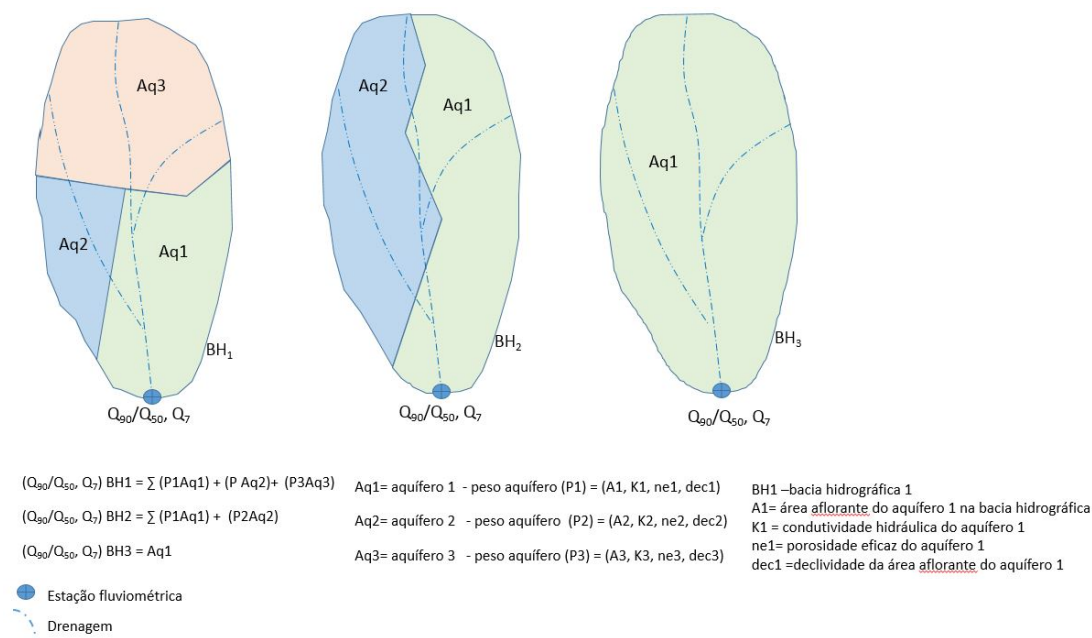 Aq3
Aq2
Aq1
BH1
Q90/Q50, Q7
Aq2
Aq1
BH2
Q90/Q50, Q7
Aq1
BH3
Q90/Q50, Q7
(Q90/Q50, Q7) BH1 = ∑ (P1Aq1) + (P Aq2)+ (P3Aq3)
(Q90/Q50, Q7) BH2 = ∑ (P1Aq1) + (P2Aq2)
(Q90/Q50, Q7) BH3 = Aq1
Estação fluviométrica
Drenagem
Aq1= aquífero 1 - peso aquífero (P1) = (A1, K1, ne1, dec1)
Aq2= aquífero 2 - peso aquífero (P2) = (A2, K2, ne2, dec2)
Aq3= aquífero 3 - peso aquífero (P3) = (A3, K3, ne3, dec3)
BH1 –bacia hidrográfica 1
A1= área aflorante do aquífero 1 na bacia hidrográfica
K1 = condutividade hidráulica do aquífero 1
ne1= porosidade eficaz do aquífero 1
dec1 =declividade da área aflorante do aquífero 1